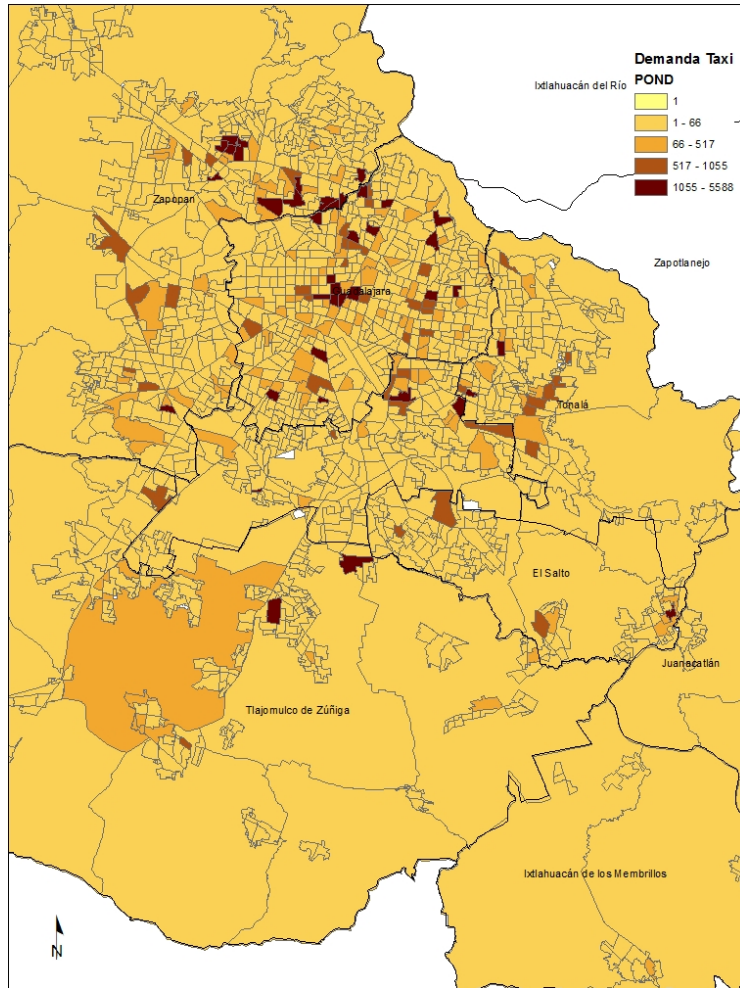 Demanda Taxi
POND
1
1 - 66
66 - 517
517 - 1055
1055 - 5588
Ixtlahuacán del Río
Zapopan
Zapotlanejo
Guadalajara
Tonalá
El Salto
Juanacatlán
Tlajomulco de Zúñiga
Ixtlahuacán de los Membrillos
N